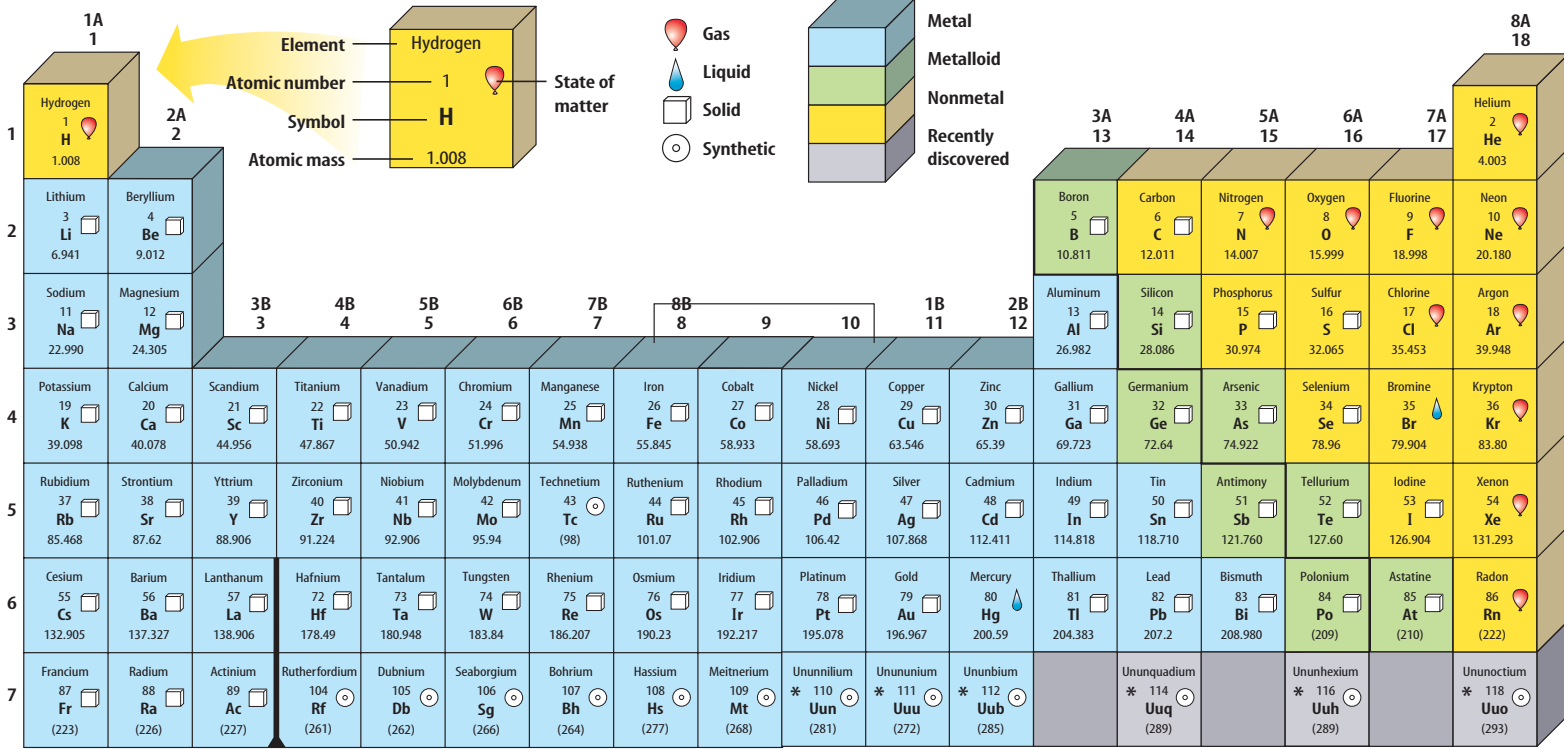 1A
1
Element
Hydrogen
Atomic number
1
Symbol
H
Atomic mass
1.008
State of
matter
Gas
Liquid
Solid
Synthetic
Metal
Metalloid
Nonmetal
Recently
discovered
8A
18
2A
2
3A 4A 5A 6A 7A
13 14 15 16 17
1
Hydrogen Helium
1 2
H He
1.008 4.003
2
Lithium Beryllium Boron Carbon Nitrogen Oxygen Fluorine Neon
3 4 5 6 7 8 9 10
Li Be B C N O F Ne
6.941 9.012 10.811 12.011 14.007 15.999 18.998 20.180
3B 4B 5B 6B 7B 8B 1B 2B
3 4 5 6 7 8 9 10 11 12
3
Sodium Magnesium Aluminum Silicon Phosphorus Sulfur Chlorine Argon
11 12 13 14 15 16 17 18
Na Mg Al Si P S Cl Ar
22.990 24.305 26.982 28.086 30.974 32.065 35.453 39.948
4
Potassium Calcium Scandium Titanium Vanadium Chromium Manganese Iron Cobalt Nickel Copper Zinc Gallium Germanium Arsenic Selenium Bromine Krypton
19 20 21 22 23 24 25 26 27 28 29 30 31 32 33 34 35 36
K Ca Sc Ti V Cr Mn Fe Co Ni Cu Zn Ga Ge As Se Br Kr
39.098 40.078 44.956 47.867 50.942 51.996 54.938 55.845 58.933 58.693 63.546 65.39 69.723 72.64 74.922 78.96 79.904 83.80
5
Rubidium Strontium Yttrium Zirconium Niobium Molybdenum Technetium Ruthenium Rhodium Palladium Silver Cadmium Indium Tin Antimony Tellurium Iodine Xenon
37 38 39 40 41 42 43 44 45 46 47 48 49 50 51 52 53 54
Rb Sr Y Zr Nb Mo Tc Ru Rh Pd Ag Cd In Sn Sb Te I Xe
85.468 87.62 88.906 91.224 92.906 95.94 (98) 101.07 102.906 106.42 107.868 112.411 114.818 118.710 121.760 127.60 126.904 131.293
6
Cesium Barium Lanthanum Hafnium Tantalum Tungsten Rhenium Osmium Iridium Platinum Gold Mercury Thallium Lead Bismuth Polonium Astatine Radon
55 56 57 72 73 74 75 76 77 78 79 80 81 82 83 84 85 86
Cs Ba La Hf Ta W Re Os Ir Pt Au Hg Tl Pb Bi Po At Rn
132.905 137.327 138.906 178.49 180.948 183.84 186.207 190.23 192.217 195.078 196.967 200.59 204.383 207.2 208.980 (209) (210) (222)
7
Francium Radium Actinium Rutherfordium Dubnium Seaborgium Bohrium Hassium Meitnerium Ununnilium Unununium Ununbium Ununquadium Ununhexium Ununoctium
87 88 89 104 105 106 107 108 109 * 110 * 111 * 112 * 114 * 116 * 118
Fr Ra Ac Rf Db Sg Bh Hs Mt Uun Uuu Uub Uuq Uuh Uuo
(223) (226) (227) (261) (262) (266) (264) (277) (268) (281) (272) (285) (289) (289) (293)